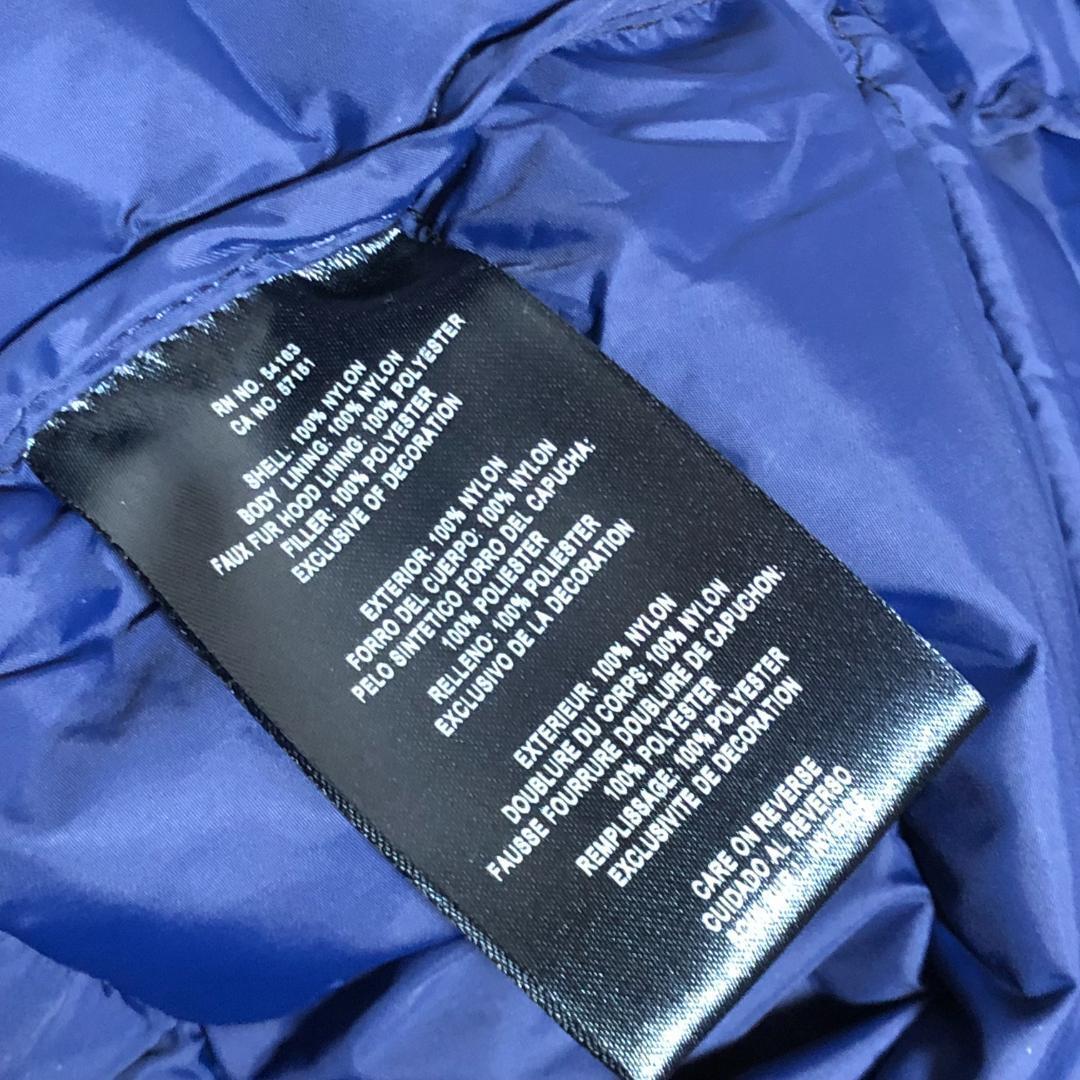 RN NO. 54163
CA NO. 57151
SHELL: 100% NYLON
BODY LINING: 100% NYLON
FAUX FUR HOOD LINING: 100% POLYESTER
FILLER: 100% POLYESTER
EXCLUSIVE OF DECORATION
EXTERIOR: 100% NYLON
FORRO DEL CUERPO: 100% NYLON
PELO SINTETICO FORRO DEL CAPUCHA:
100% POLIESTER
RELLENO: 100% POLIESTER
EXCLUSIVO DE LA DECORATION
EXTERIEUR: 100% NYLON
DOUBLURE DU CORPS: 100% NYLON
FAUSSE FOURRURE DOUBLURE DE CAPUCHON:
100% POLYESTER
REMPLISSAGE: 100% POLYESTER
EXCLUSIVITE DE DECORATION
CARE ON REVERSE
CUIDADO AL REVERSO